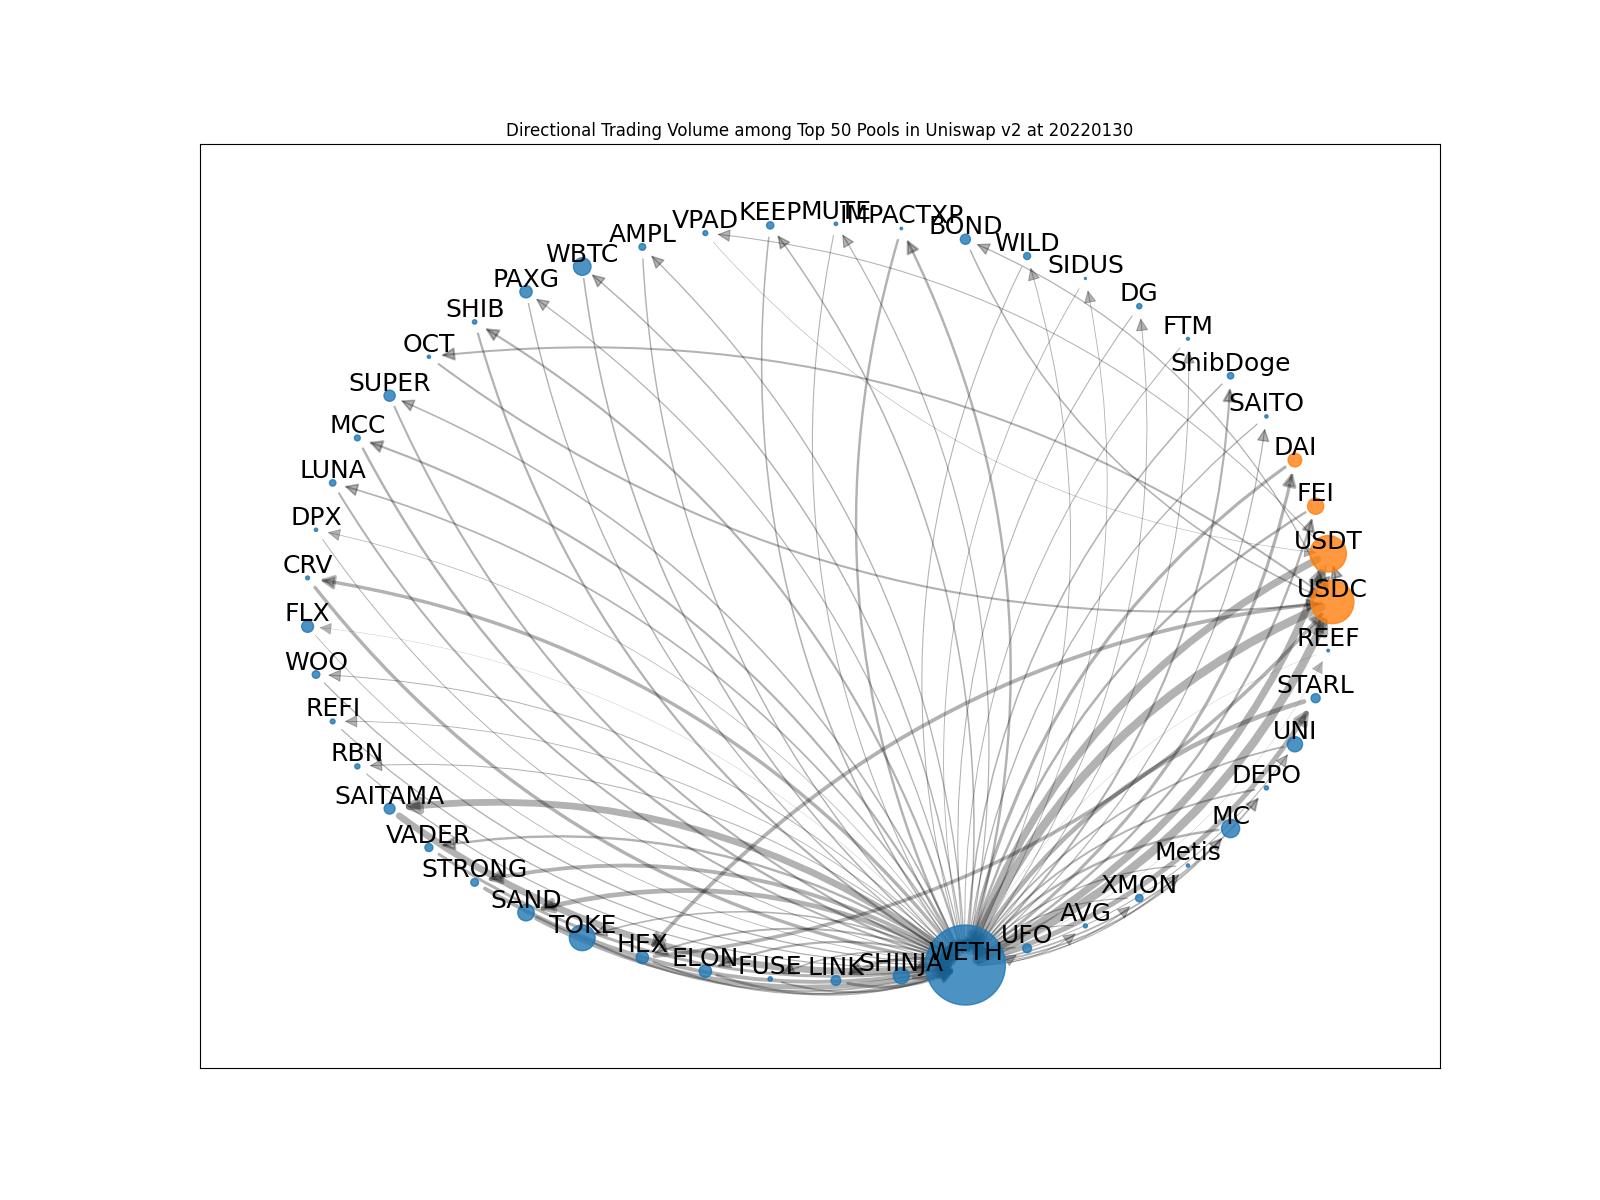 Directional Trading Volume among Top 50 Pools in Uniswap v2 at 20220130
KEEP
MUTE
IMPACTXP
VPAD
BOND
AMPL
WILD
WBTC
SIDUS
PAXG
DG
SHIB
FTM
OCT
ShibDoge
SUPER
SAITO
MCC
DAI
LUNA
FEI
DPX
USDT
CRV
USDC
FLX
REEF
WOO
STARL
REFI
UNI
RBN
DEPO
SAITAMA
MC
VADER
Metis
STRONG
XMON
SAND
AVG
TOKE
UFO
HEX
WETH
ELON
FUSE
LINK
SHINJA